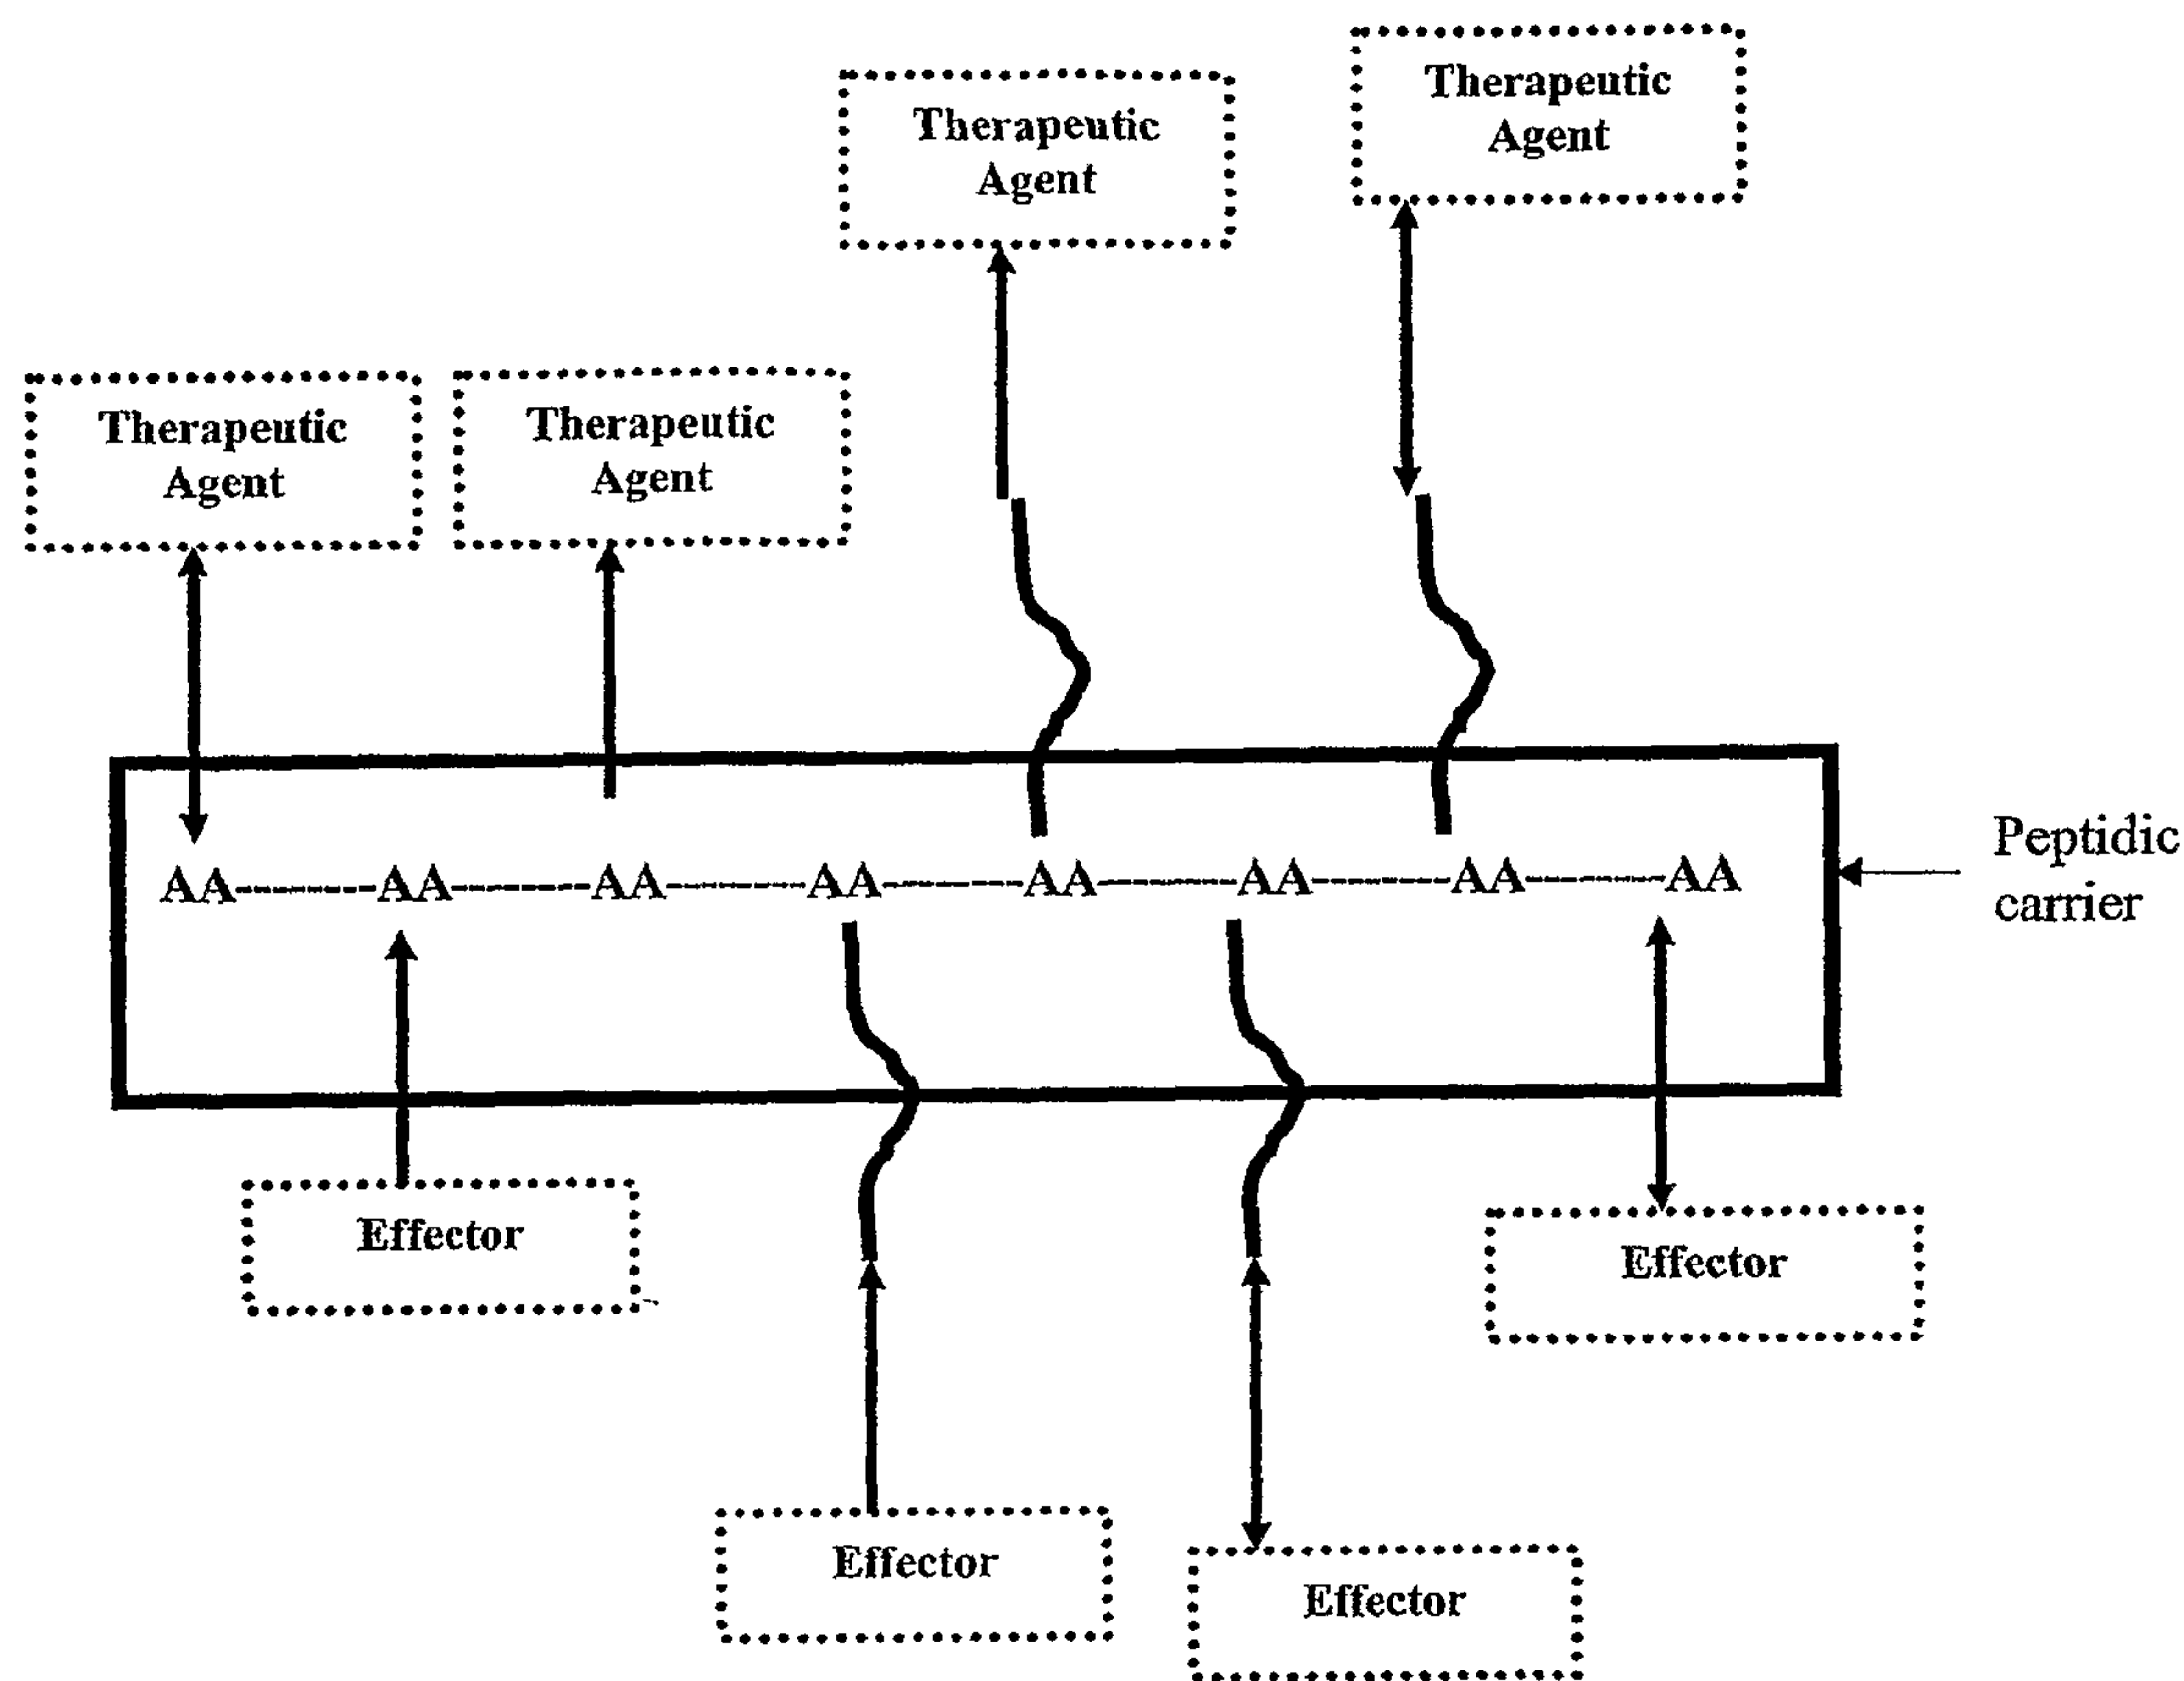 Therapeutic
Agent
Therapeutic
Agent
Therapeutic
Agent
Therapeutic
Agent
AA-------AA-------AA-------AA-------AA-------AA-------AA-------AA
Peptidic
carrier
Effector
Effector
Effector
Effector